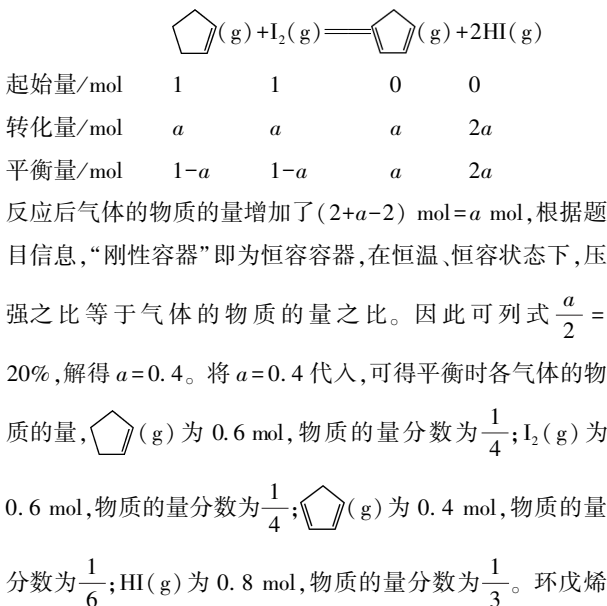 (g)+I₂(g)══(g)+2HI(g)
起始量/mol 1 1 0 0
转化量/mol a a a 2a
平衡量/mol 1-a 1-a a 2a
反应后气体的物质的量增加了(2+a-2) mol=a mol,根据题
目信息,“刚性容器”即为恒容容器,在恒温、恒容状态下,压
强之比等于气体的物质的量之比。因此可列式a/2=
20%,解得 a=0.4。将 a=0.4 代入,可得平衡时各气体的物
质的量,(g)为 0.6 mol,物质的量分数为1/4;I₂(g)为
0.6 mol,物质的量分数为1/4;(g)为 0.4 mol,物质的量
分数为1/6;HI(g)为 0.8 mol,物质的量分数为1/3。环戊烯